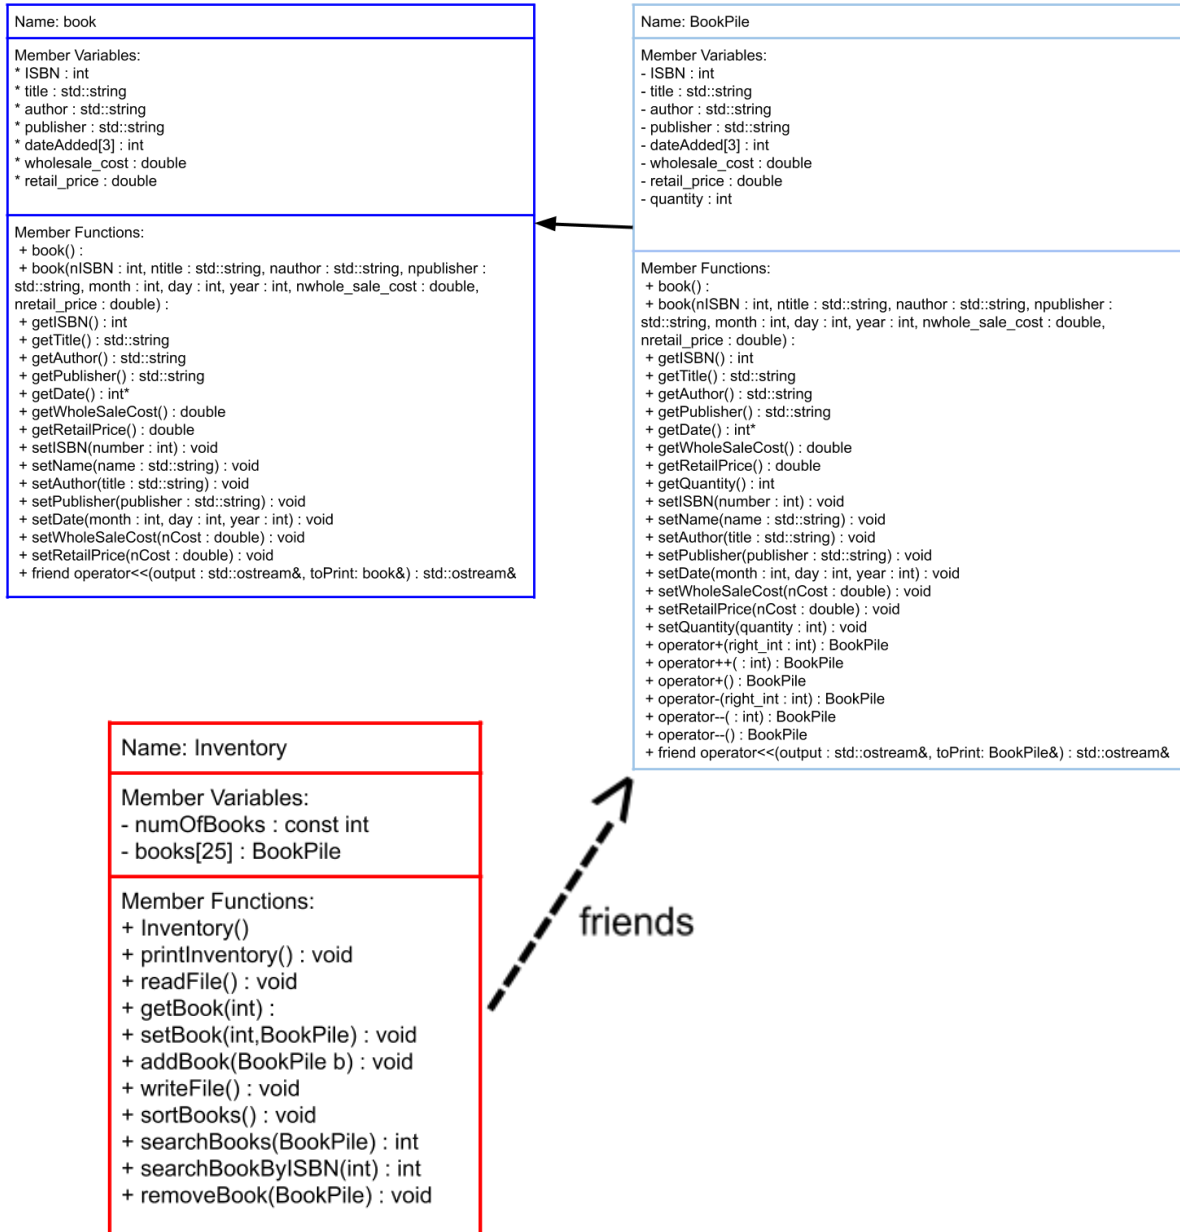 Name: book
Member Variables:
* ISBN : int
* title : std::string
* author : std::string
* publisher : std::string
* dateAdded[3] : int
* wholesale_cost : double
* retail_price : double
Member Functions:
+ book() :
+ book(nISBN : int, ntitle : std::string, nauthor : std::string, npublisher :
std::string, month : int, day : int, year : int, nwhole_sale_cost : double,
nretail_price : double) :
+ getISBN() : int
+ getTitle() : std::string
+ getAuthor() : std::string
+ getPublisher() : std::string
+ getDate() : int*
+ getWholeSaleCost() : double
+ getRetailPrice() : double
+ setISBN(number : int) : void
+ setName(name : std::string) : void
+ setAuthor(title : std::string) : void
+ setPublisher(publisher : std::string) : void
+ setDate(month : int, day : int, year : int) : void
+ setWholeSaleCost(nCost : double) : void
+ setRetailPrice(nCost : double) : void
+ friend operator<<(output : std::ostream&, toPrint: book&) : std::ostream&
Name: BookPile
Member Variables:
- ISBN : int
- title : std::string
- author : std::string
- publisher : std::string
- dateAdded[3] : int
- wholesale_cost : double
- retail_price : double
- quantity : int
Member Functions:
+ book() :
+ book(nISBN : int, ntitle : std::string, nauthor : std::string, npublisher :
std::string, month : int, day : int, year : int, nwhole_sale_cost : double,
nretail_price : double) :
+ getISBN() : int
+ getTitle() : std::string
+ getAuthor() : std::string
+ getPublisher() : std::string
+ getDate() : int*
+ getWholeSaleCost() : double
+ getRetailPrice() : double
+ getQuantity() : int
+ setISBN(number : int) : void
+ setName(name : std::string) : void
+ setAuthor(title : std::string) : void
+ setPublisher(publisher : std::string) : void
+ setDate(month : int, day : int, year : int) : void
+ setWholeSaleCost(nCost : double) : void
+ setRetailPrice(nCost : double) : void
+ setQuantity(quantity : int) : void
+ operator+(right_int : int) : BookPile
+ operator++( : int) : BookPile
+ operator+() : BookPile
+ operator-(right_int : int) : BookPile
+ operator--( : int) : BookPile
+ operator--() : BookPile
+ friend operator<<(output : std::ostream&, toPrint: BookPile&) : std::ostream&
Name: Inventory
Member Variables:
- numOfBooks : const int
- books[25] : BookPile
Member Functions:
+ Inventory()
+ printInventory() : void
+ readFile() : void
+ getBook(int) :
+ setBook(int,BookPile) : void
+ addBook(BookPile b) : void
+ writeFile() : void
+ sortBooks() : void
+ searchBooks(BookPile) : int
+ searchBookByISBN(int) : int
+ removeBook(BookPile) : void
friends